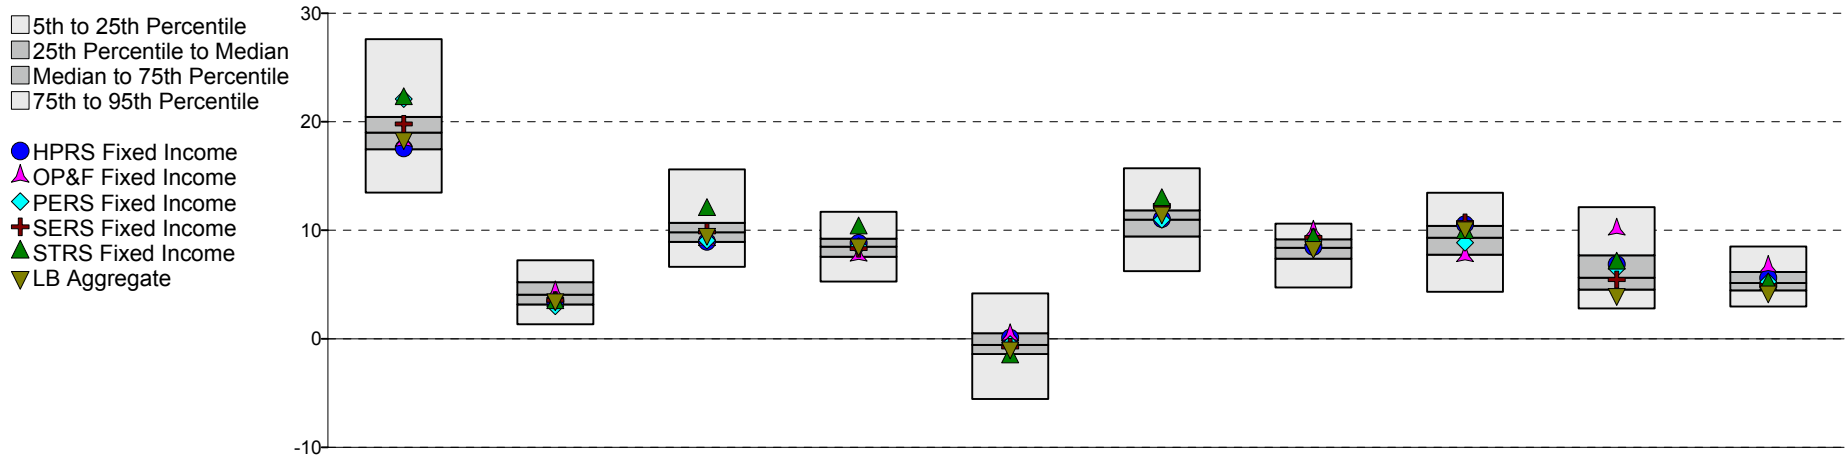 5th to 25th Percentile
25th Percentile to Median
Median to 75th Percentile
75th to 95th Percentile
HPRS Fixed Income
OP&F Fixed Income
PERS Fixed Income
SERS Fixed Income
STRS Fixed Income
LB Aggregate
30
20
10
0
-10